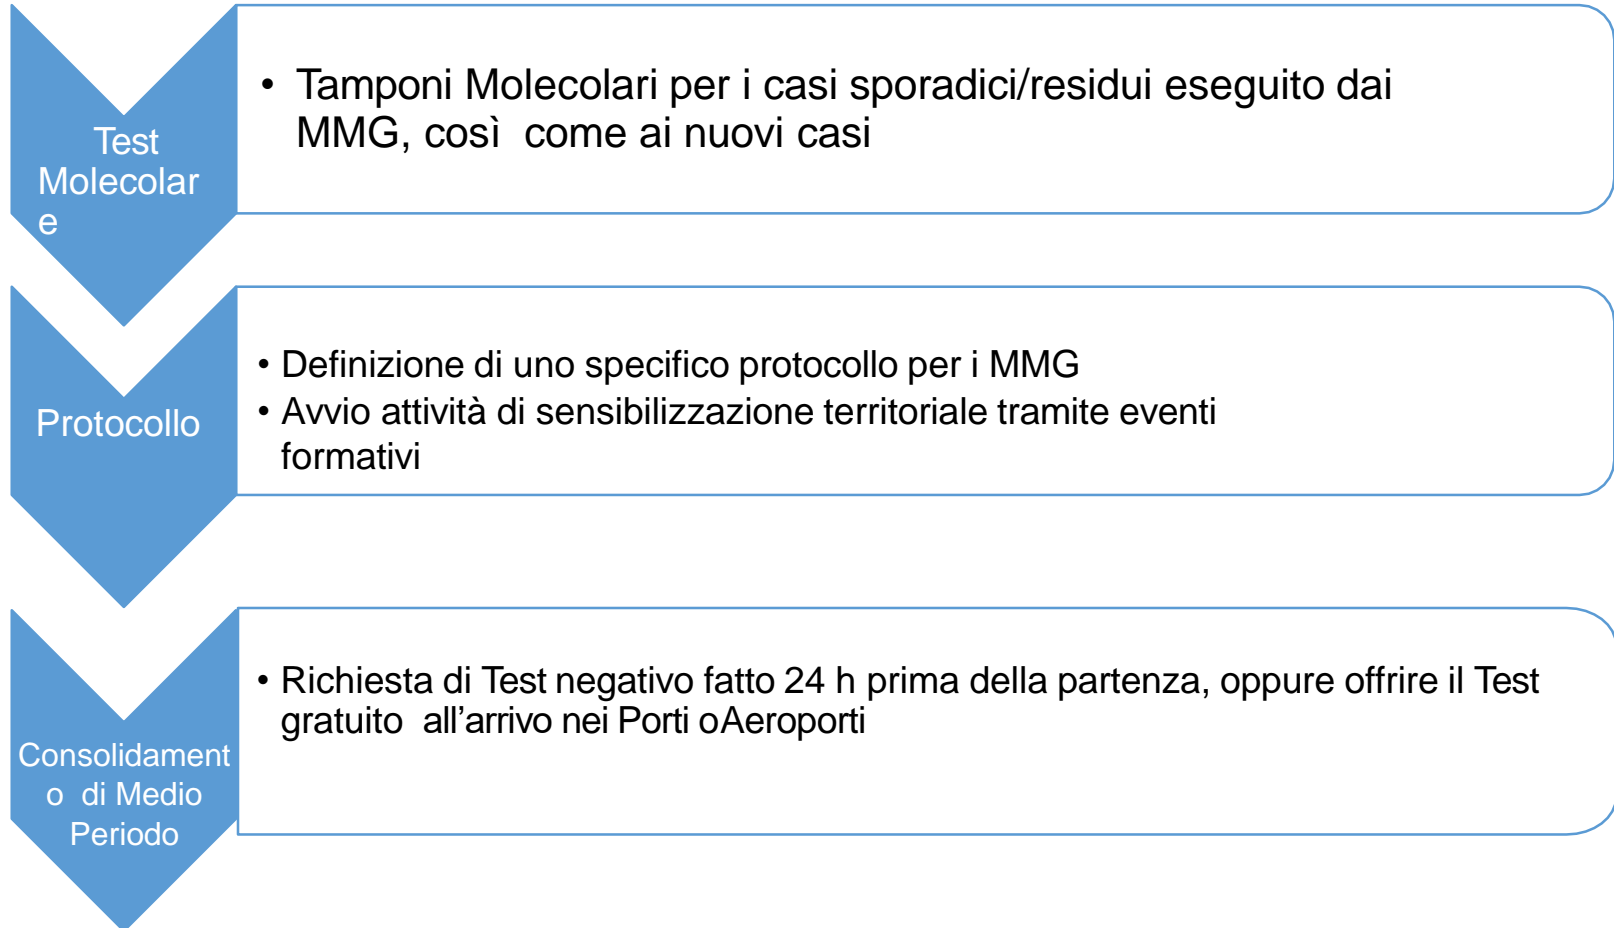 Test
Molecolar
e
• Tamponi Molecolari per i casi sporadici/residui eseguito dai
MMG, così come ai nuovi casi
Protocollo
• Definizione di uno specifico protocollo per i MMG
• Avvio attività di sensibilizzazione territoriale tramite eventi
formativi
Consolidament
o di Medio
Periodo
• Richiesta di Test negativo fatto 24 h prima della partenza, oppure offrire il Test
gratuito all’arrivo nei Porti oAeroporti